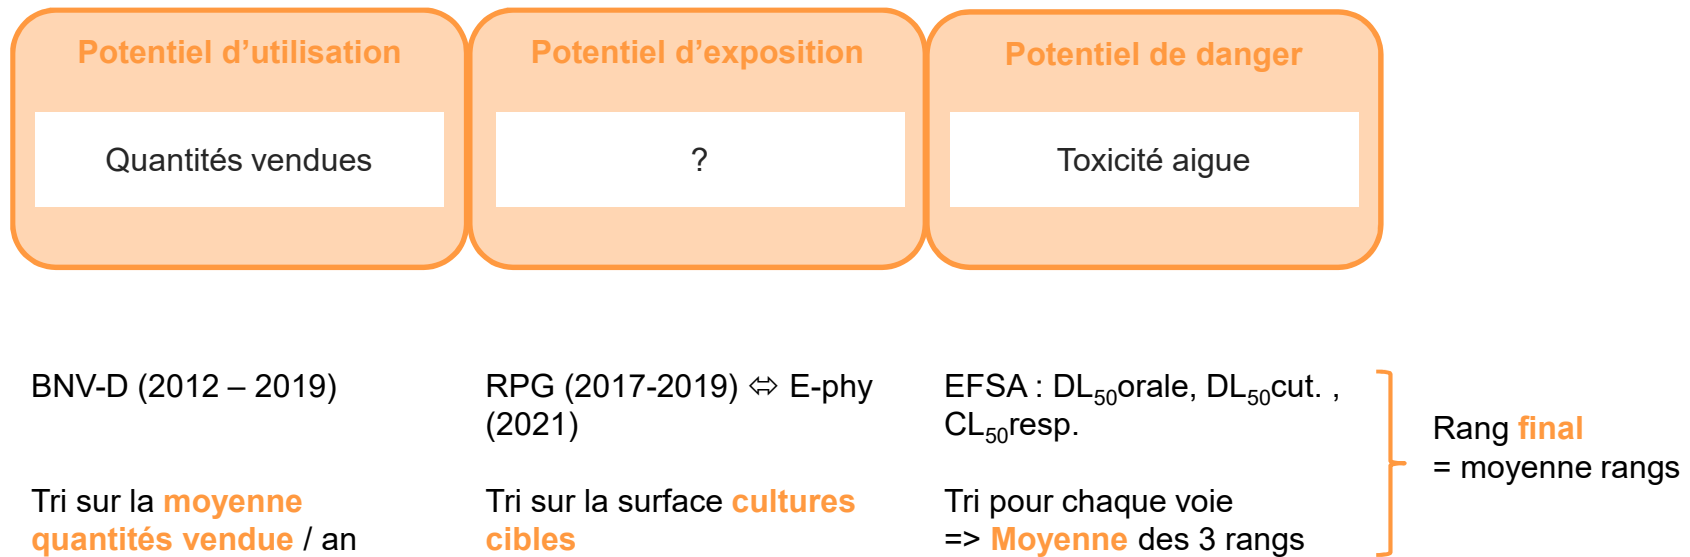 Potentiel d’utilisation
Quantités vendues
Potentiel d’exposition
?
Potentiel de danger
Toxicité aigue
BNV-D (2012 – 2019)
Tri sur la moyenne
quantités vendue / an
RPG (2017-2019) ⇔ E-phy
(2021)
Tri sur la surface cultures
cibles
EFSA : DL50orale, DL50cut. ,
CL50resp.
Tri pour chaque voie
=> Moyenne des 3 rangs
Rang final
= moyenne rangs